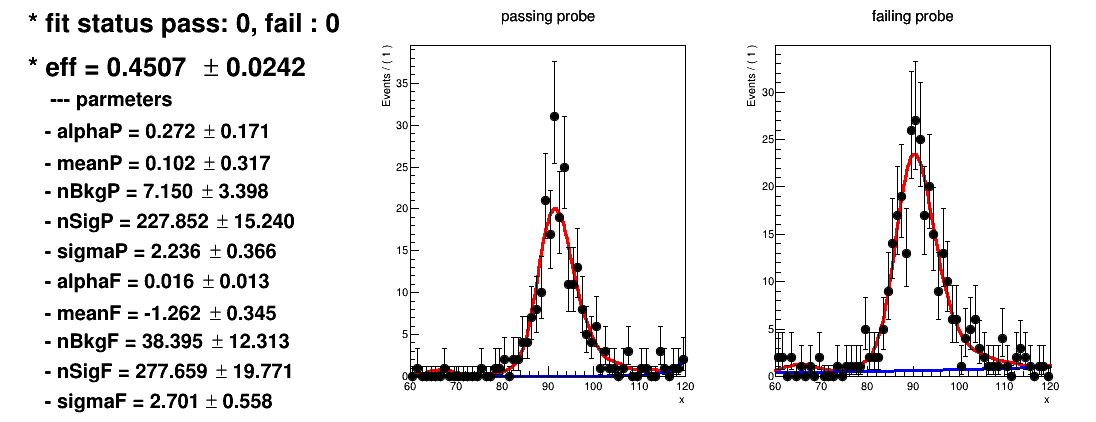 * fit status pass: 0, fail : 0
* eff = 0.4507 ± 0.0242
--- parmeters
- alphaP = 0.272 ± 0.171
- meanP = 0.102 ± 0.317
- nBkgP = 7.150 ± 3.398
- nSigP = 227.852 ± 15.240
- sigmaP = 2.236 ± 0.366
- alphaF = 0.016 ± 0.013
- meanF = -1.262 ± 0.345
- nBkgF = 38.395 ± 12.313
- nSigF = 277.659 ± 19.771
- sigmaF = 2.701 ± 0.558
passing probe
Events / ( 1 )
35
30
25
20
15
10
5
0
60 70 80 90 100 110 120
x
failing probe
Events / ( 1 )
30
25
20
15
10
5
0
60 70 80 90 100 110 120
x